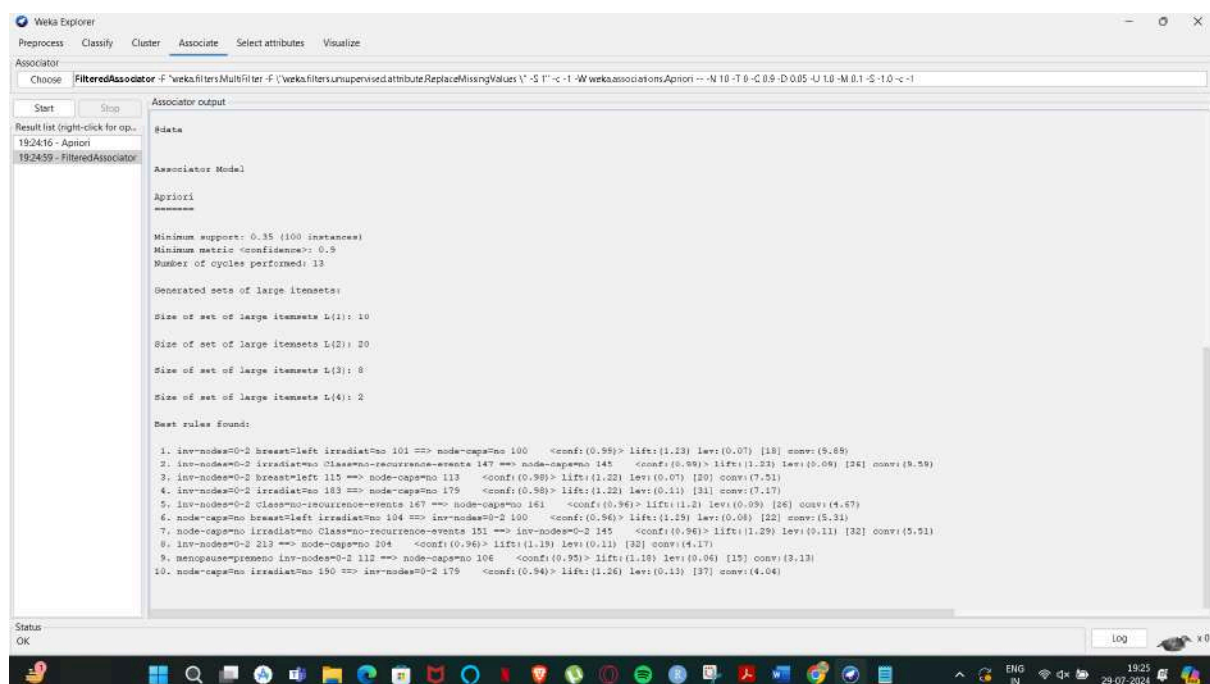 Weka Explorer
Preprocess Classify Cluster Associate Select attributes Visualize
Associator
Choose FilteredAssociator -F "weka.filters.MultiFilter -F \"weka.filters.unsupervised.attribute.ReplaceMissingValues \" -S 1" -c -1 -W weka.associations.Apriori -- -N 10 -T 0 -C 0.9 -D 0.05 -U 1.0 -M 0.1 -S -1.0 -c -1
Start Stop
Result list (right-click for op...
19:24:16 - Apriori
19:24:59 - FilteredAssociator
Associator output
@data
Associator Model
Apriori
=======
Minimum support: 0.35 (100 instances)
Minimum metric <confidence>: 0.9
Number of cycles performed: 13
Generated sets of large itemsets:
Size of set of large itemsets L(1): 10
Size of set of large itemsets L(2): 20
Size of set of large itemsets L(3): 8
Size of set of large itemsets L(4): 2
Best rules found:
1. inv-nodes=0-2 breast=left irradiat=no 101 ==> node-caps=no 100 <conf:(0.99)> lift:(1.23) lev:(0.07) [18] conv:(9.89)
2. inv-nodes=0-2 irradiat=no Class=no-recurrence-events 147 ==> node-caps=no 145 <conf:(0.99)> lift:(1.23) lev:(0.09) [26] conv:(9.59)
3. inv-nodes=0-2 breast=left 115 ==> node-caps=no 113 <conf:(0.98)> lift:(1.22) lev:(0.07) [20] conv:(7.51)
4. inv-nodes=0-2 irradiat=no 183 ==> node-caps=no 179 <conf:(0.98)> lift:(1.22) lev:(0.11) [31] conv:(7.17)
5. inv-nodes=0-2 Class=no-recurrence-events 167 ==> node-caps=no 161 <conf:(0.96)> lift:(1.2) lev:(0.09) [26] conv:(4.67)
6. node-caps=no breast=left irradiat=no 104 ==> inv-nodes=0-2 100 <conf:(0.96)> lift:(1.29) lev:(0.08) [22] conv:(5.31)
7. node-caps=no irradiat=no Class=no-recurrence-events 151 ==> inv-nodes=0-2 145 <conf:(0.96)> lift:(1.29) lev:(0.11) [32] conv:(5.51)
8. inv-nodes=0-2 213 ==> node-caps=no 204 <conf:(0.96)> lift:(1.19) lev:(0.11) [32] conv:(4.17)
9. menopause=premeno inv-nodes=0-2 112 ==> node-caps=no 106 <conf:(0.95)> lift:(1.18) lev:(0.06) [15] conv:(3.13)
10. node-caps=no irradiat=no 190 ==> inv-nodes=0-2 179 <conf:(0.94)> lift:(1.26) lev:(0.13) [37] conv:(4.04)
Status
OK
Log
x 0
ENG
IN
19:25
29-07-2024